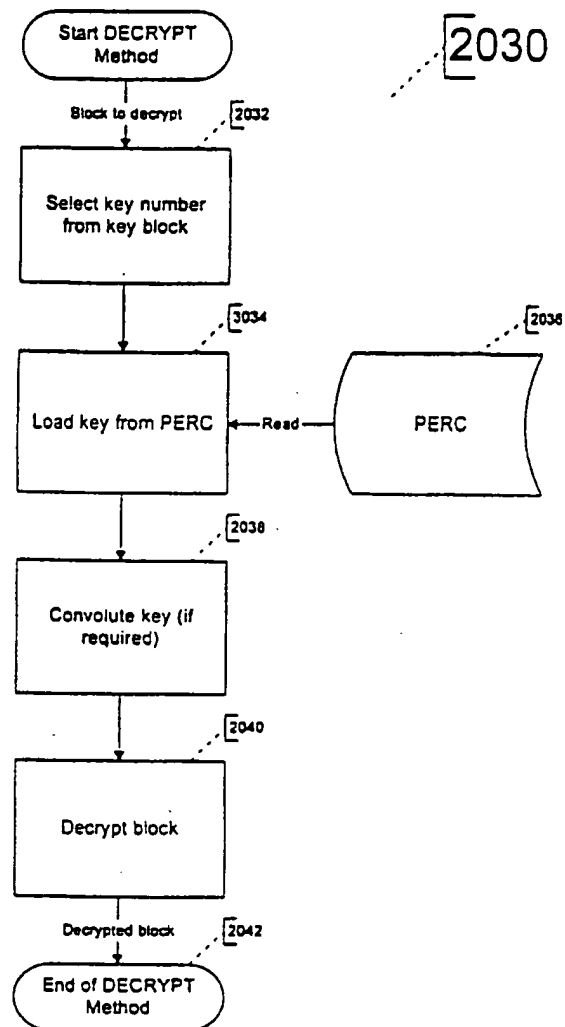 Start DECRYPT
Method
2030
Block to decrypt
2032
Select key number
from key block
3034
2036
Load key from PERC
Read
PERC
2038
Convolute key (if
required)
2040
Decrypt block
Decrypted block
2042
End of DECRYPT
Method